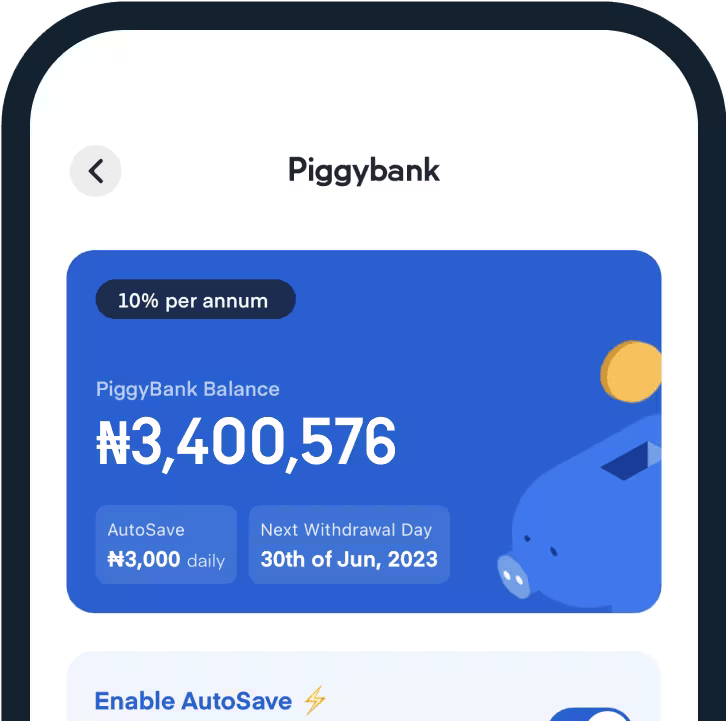 Piggybank
10% per annum
PiggyBank Balance
₦3,400,576
AutoSave
₦3,000 daily
Next Withdrawal Day
30th of Jun, 2023
Enable AutoSave ⚡